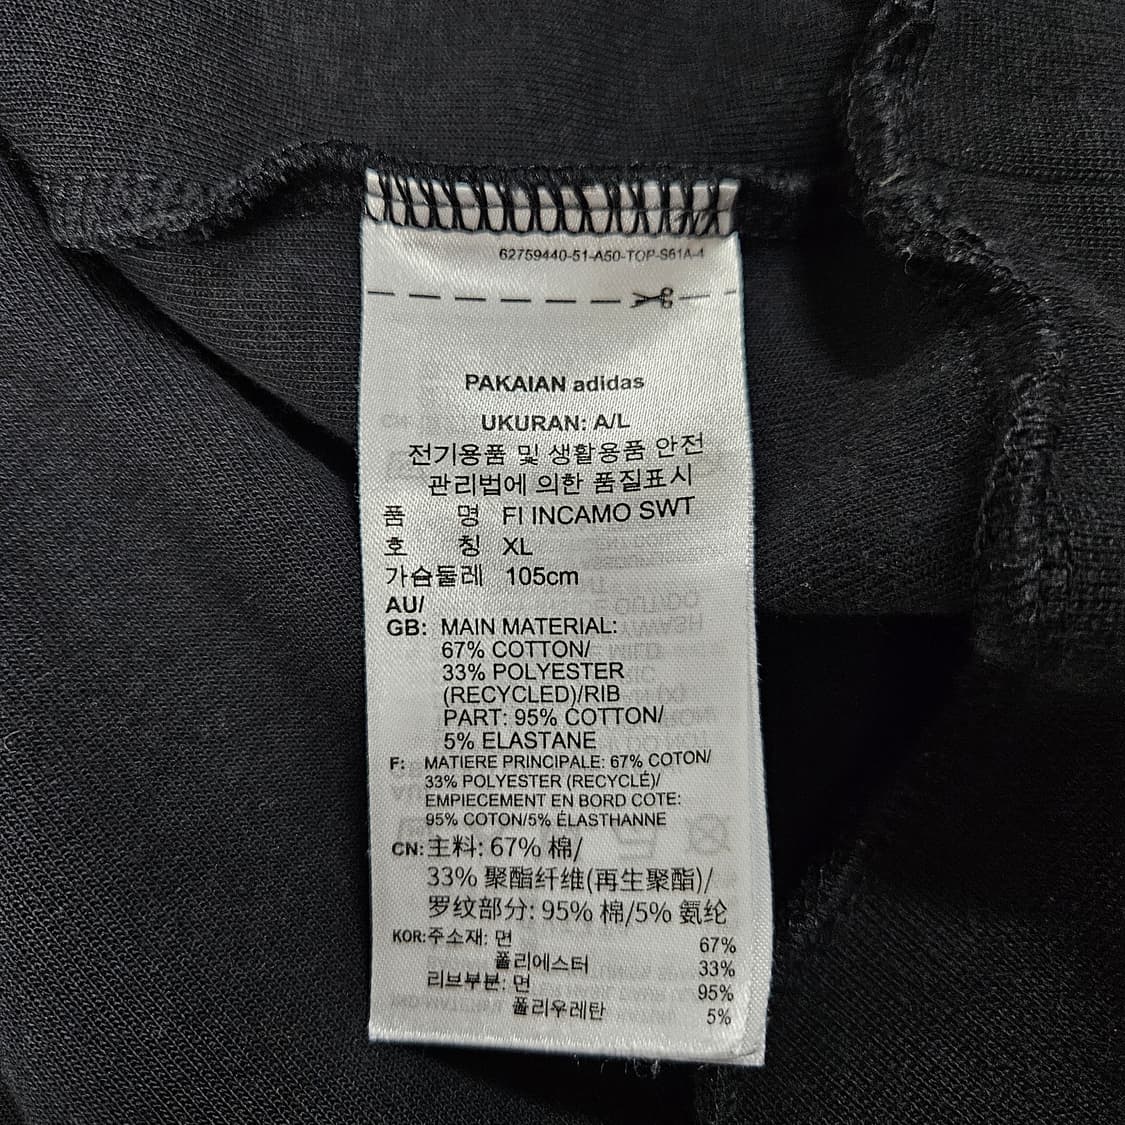 62759440-51-A50-TOP-S61A-4
PAKAIAN adidas
UKURAN: A/L
전기용품 및 생활용품 안전
관리법에 의한 품질표시
품 명 FI INCAMO SWT
호 칭 XL
가슴둘레 105cm
AU/
GB: MAIN MATERIAL:
67% COTTON/
33% POLYESTER
(RECYCLED)/RIB
PART: 95% COTTON/
5% ELASTANE
F: MATIERE PRINCIPALE: 67% COTON/
33% POLYESTER (RECYCLÉ)/
EMPIECEMENT EN BORD COTE:
95% COTON/5% ÉLASTHANNE
CN: 主料: 67% 棉/
33% 聚酯纤维(再生聚酯)/
罗纹部分: 95% 棉/5% 氨纶
KOR: 주소재: 면 67%
폴리에스터 33%
리브부분: 면 95%
폴리우레탄 5%